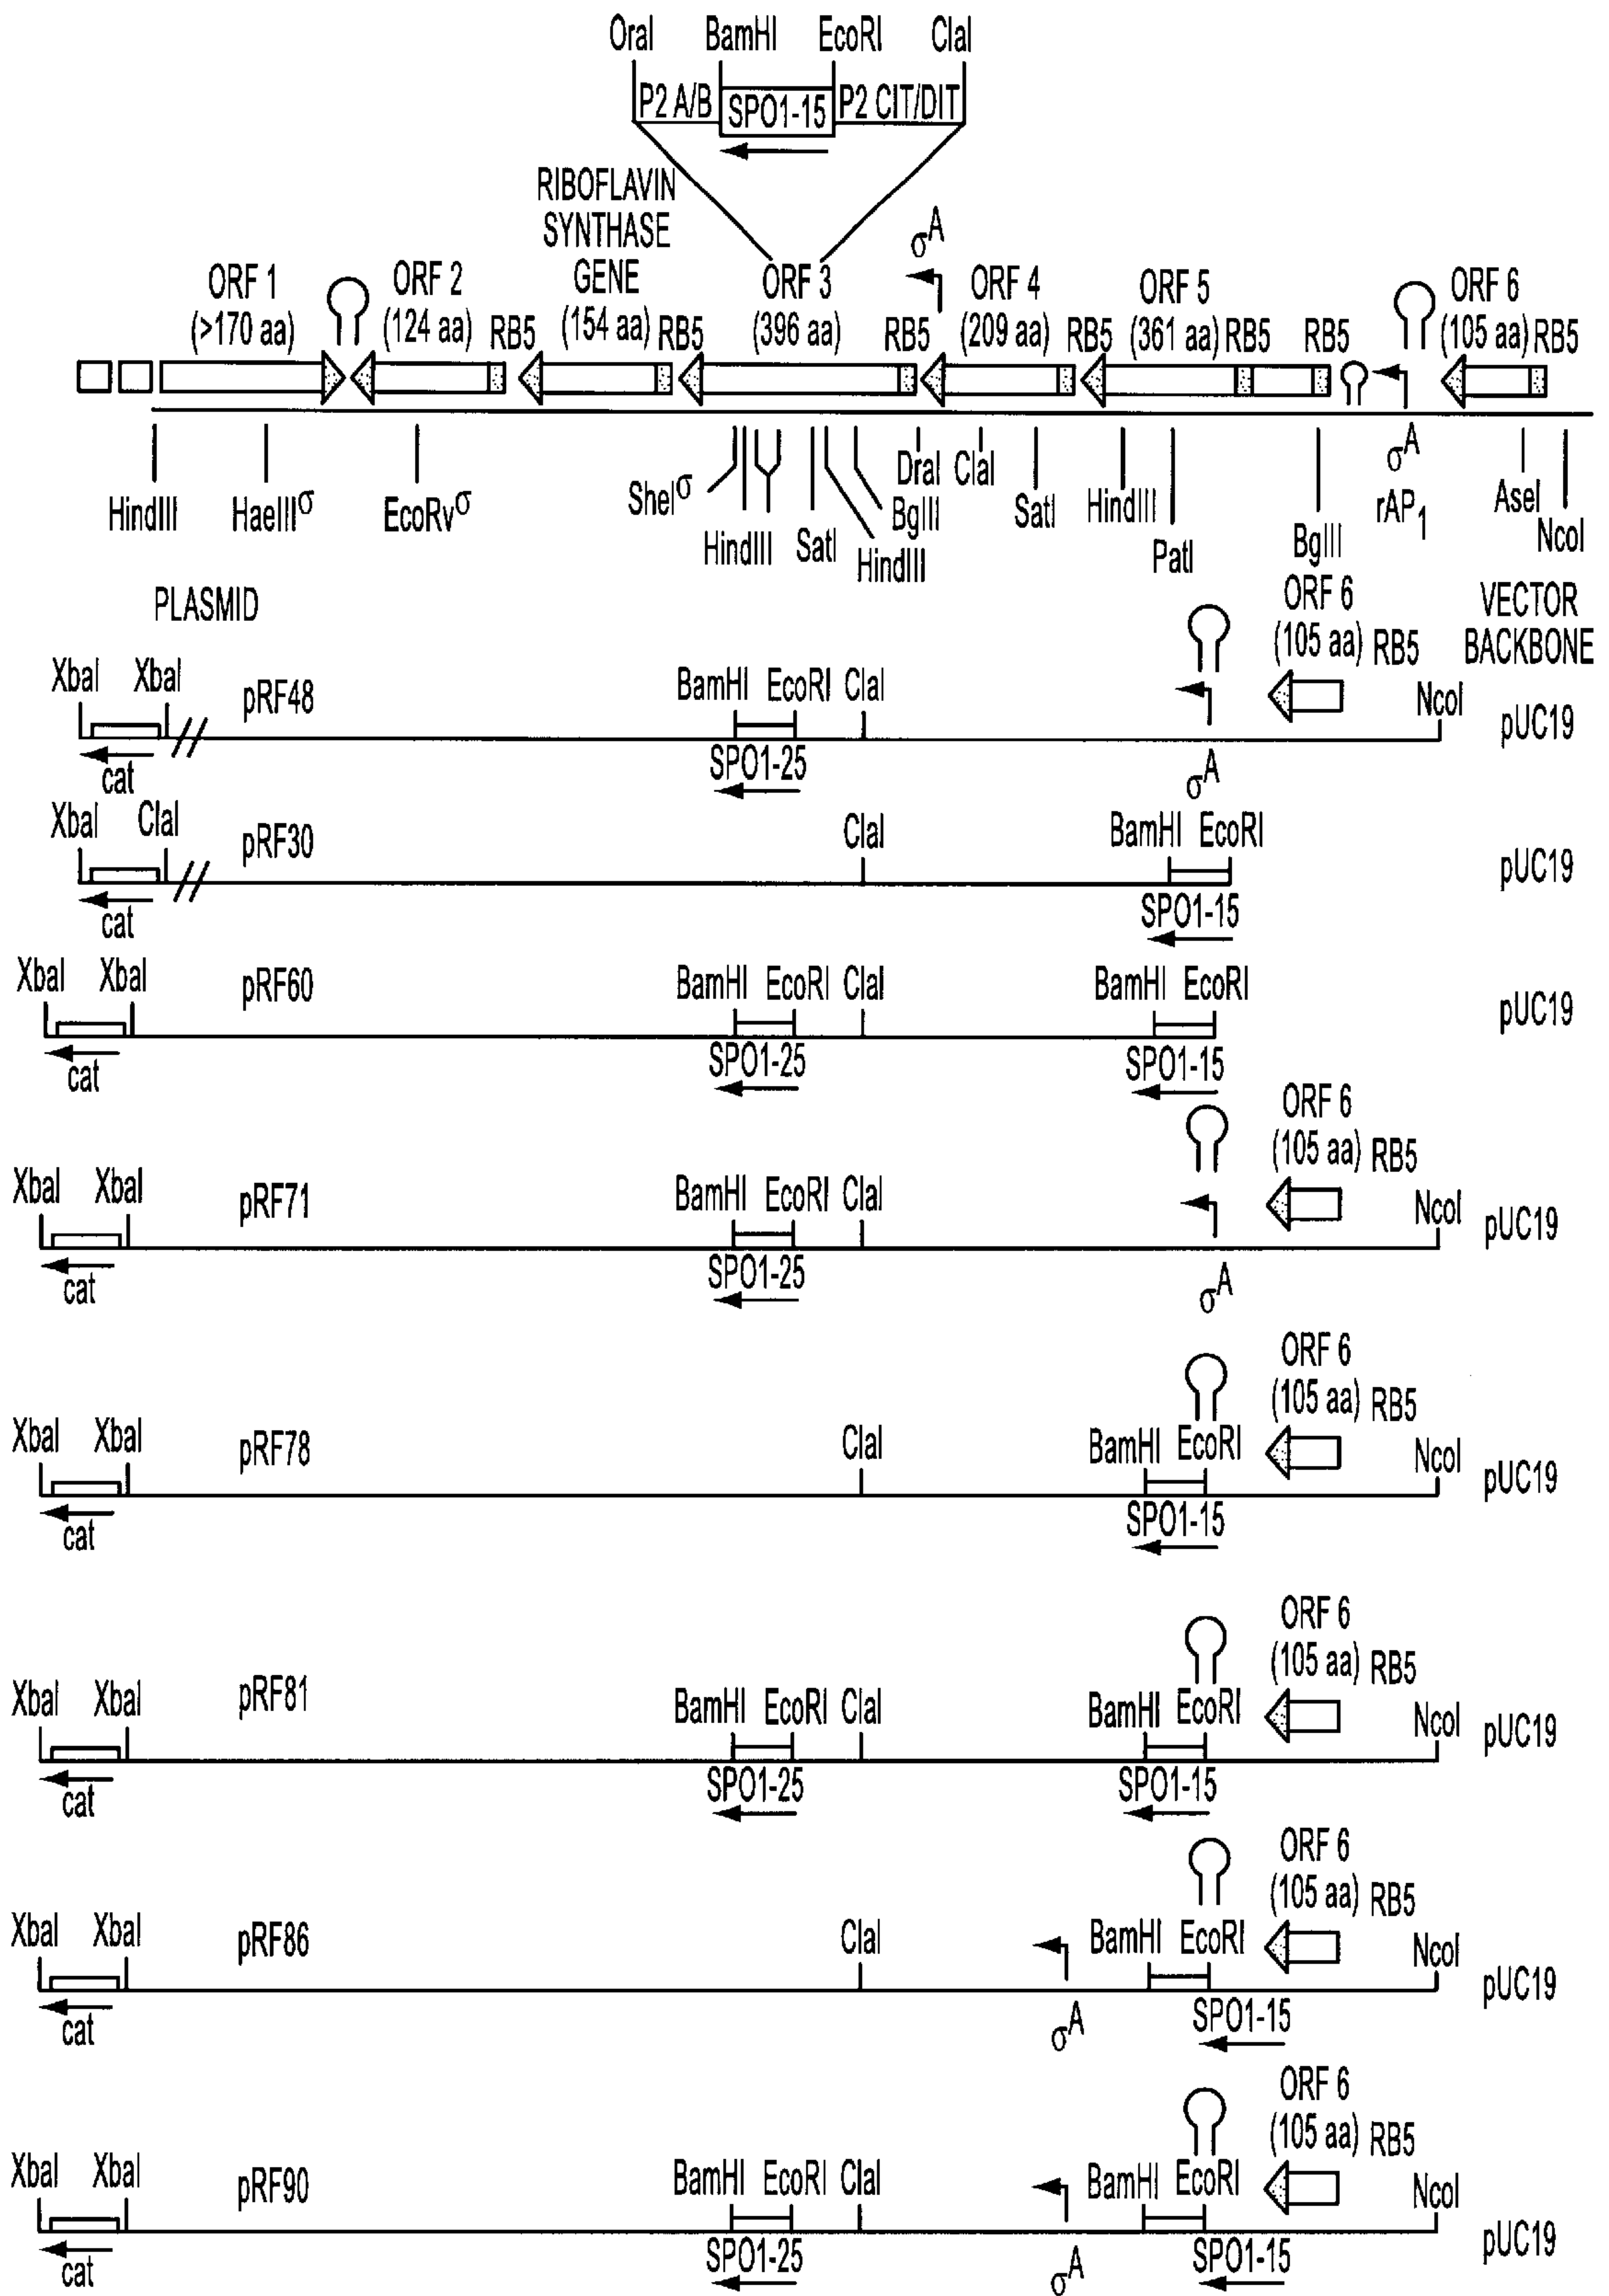 OraI BamHI EcoRI ClaI
P2 A/B SPO1-15 P2 CIT/DIT
RIBOFLAVIN
SYNTHASE
GENE
(154 aa)
ORF 1
(>170 aa)
ORF 2
(124 aa)
RB5
RB5
ORF 3
(396 aa)
RB5
σA
ORF 4
(209 aa)
RB5
ORF 5
(361 aa)
RB5
RB5
ORF 6
(105 aa)
RB5
HindIII HaeIIIσ EcoRvσ SheIσ HindIII SatI HindIII BgIII DraI ClaI SatI HindIII PatI BgIII σA rAP1 AseI NcoI
PLASMID
VECTOR
BACKBONE
ORF 6
(105 aa) RB5
XbaI XbaI pRF48 BamHI EcoRI ClaI NcoI pUC19
cat SPO1-25 σA
XbaI ClaI pRF30 ClaI BamHI EcoRI pUC19
cat SPO1-15
XbaI XbaI pRF60 BamHI EcoRI ClaI BamHI EcoRI pUC19
cat SPO1-25 SPO1-15
ORF 6
(105 aa) RB5
XbaI XbaI pRF71 BamHI EcoRI ClaI NcoI pUC19
cat SPO1-25 σA
ORF 6
(105 aa) RB5
XbaI XbaI pRF78 ClaI BamHI EcoRI NcoI pUC19
cat SPO1-15
ORF 6
(105 aa) RB5
XbaI XbaI pRF81 BamHI EcoRI ClaI BamHI EcoRI NcoI pUC19
cat SPO1-25 SPO1-15
ORF 6
(105 aa) RB5
XbaI XbaI pRF86 ClaI BamHI EcoRI NcoI pUC19
cat σA SPO1-15
ORF 6
(105 aa) RB5
XbaI XbaI pRF90 BamHI EcoRI ClaI BamHI EcoRI NcoI pUC19
cat SPO1-25 σA SPO1-15